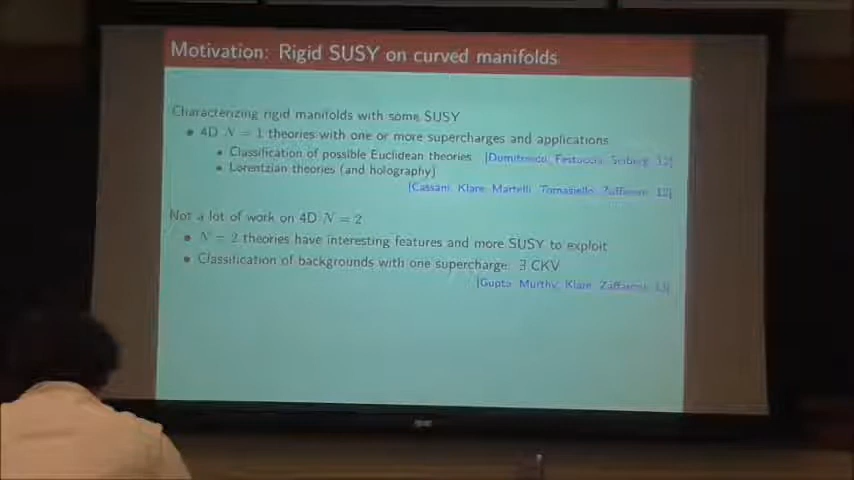 Motivation: Rigid SUSY on curved manifolds
Characterizing rigid manifolds with some SUSY
• 4D N = 1 theories with one or more supercharges and applications
• Classification of possible Euclidean theories [Dumitrescu, Festuccia, Seiberg 12]
• Lorentzian theories (and holography)
[Cassani, Klare, Martelli, Tomasiello, Zaffaroni 12]
Not a lot of work on 4D N = 2
• N = 2 theories have interesting features and more SUSY to exploit
• Classification of backgrounds with one supercharge: ∃ CKV
[Gupta, Murthy, Klare, Zaffaroni 13]